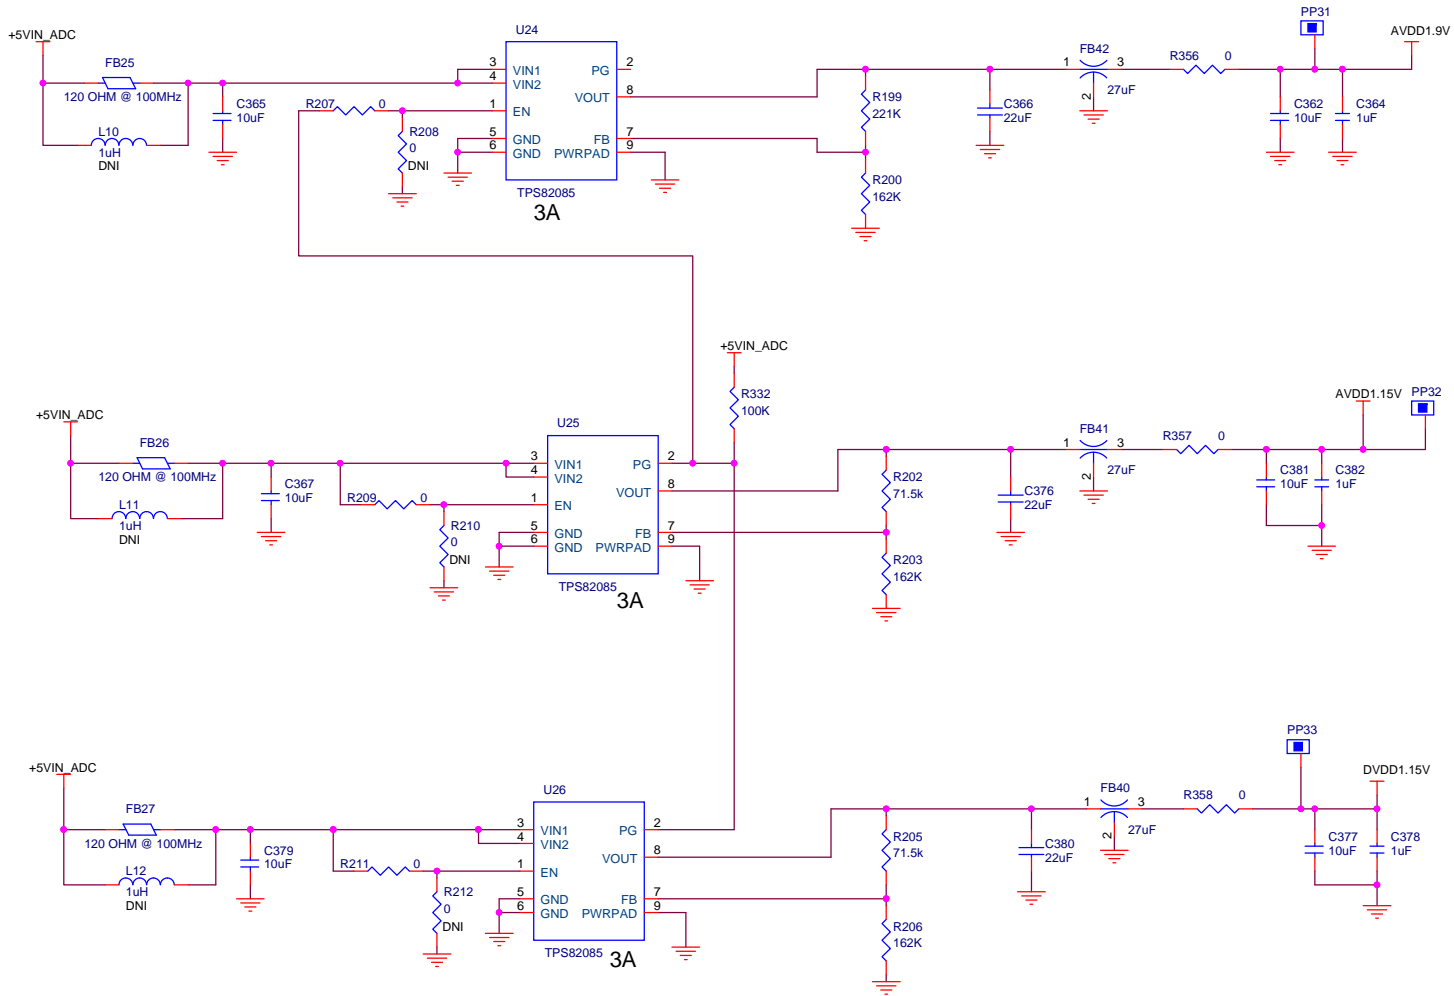 +5VIN_ADC
FB25
120 OHM @ 100MHz
L10
1uH
DNI
C365
10uF
R207 0
R208
0
DNI
U24
3 VIN1
4 VIN2
1 EN
5 GND
6 GND
PG 2
VOUT 8
FB 7
PWRPAD 9
TPS82085
3A
R199
221K
R200
162K
C366
22uF
FB42
1 3
2
27uF
R356 0
PP31
AVDD1.9V
C362
10uF
C364
1uF
+5VIN_ADC
R332
100K
+5VIN_ADC
FB26
120 OHM @ 100MHz
L11
1uH
DNI
C367
10uF
R209 0
R210
0
DNI
U25
3 VIN1
4 VIN2
1 EN
5 GND
6 GND
PG 2
VOUT 8
FB 7
PWRPAD 9
TPS82085
3A
R202
71.5k
R203
162K
C376
22uF
FB41
1 3
2
27uF
R357 0
AVDD1.15V
PP32
C381
10uF
C382
1uF
+5VIN_ADC
FB27
120 OHM @ 100MHz
L12
1uH
DNI
C379
10uF
R211 0
R212
0
DNI
U26
3 VIN1
4 VIN2
1 EN
5 GND
6 GND
PG 2
VOUT 8
FB 7
PWRPAD 9
TPS82085
3A
R205
71.5k
R206
162K
C380
22uF
FB40
1 3
2
27uF
R358 0
PP33
DVDD1.15V
C377
10uF
C378
1uF